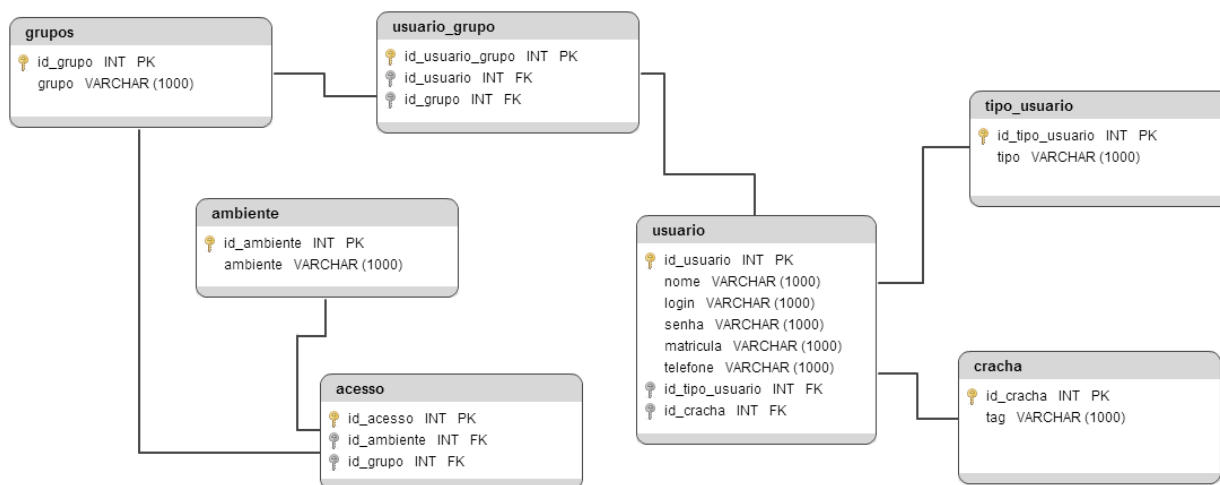 grupos
id_grupo INT PK
grupo VARCHAR (1000)
usuario_grupo
id_usuario_grupo INT PK
id_usuario INT FK
id_grupo INT FK
tipo_usuario
id_tipo_usuario INT PK
tipo VARCHAR (1000)
ambiente
id_ambiente INT PK
ambiente VARCHAR (1000)
usuario
id_usuario INT PK
nome VARCHAR (1000)
login VARCHAR (1000)
senha VARCHAR (1000)
matricula VARCHAR (1000)
telefone VARCHAR (1000)
id_tipo_usuario INT FK
id_cracha INT FK
cracha
id_cracha INT PK
tag VARCHAR (1000)
acesso
id_acesso INT PK
id_ambiente INT FK
id_grupo INT FK